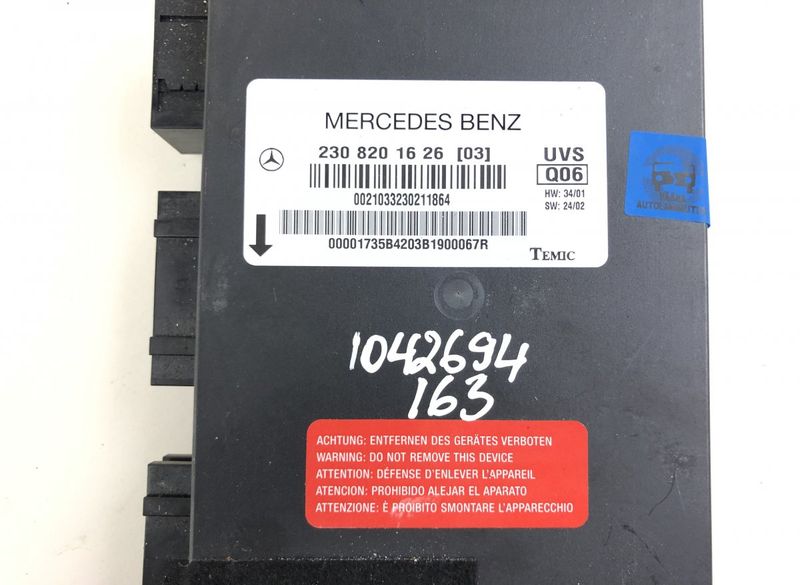 MERCEDES BENZ
230 820 16 26 [03]
UVS
Q06
0021033230211864
HW: 34/01
SW: 24/02
00001735B4203B1900067R
TEMIC
1042694
163
ACHTUNG: ENTFERNEN DES GERÄTES VERBOTEN
WARNING: DO NOT REMOVE THIS DEVICE
ATTENTION: DÉFENSE D'ENLEVER L'APPAREIL
ATENCION: PROHIBIDO ALEJAR EL APARATO
ATTENZIONE: È PROIBITO SMONTARE L'APPARECCHIO